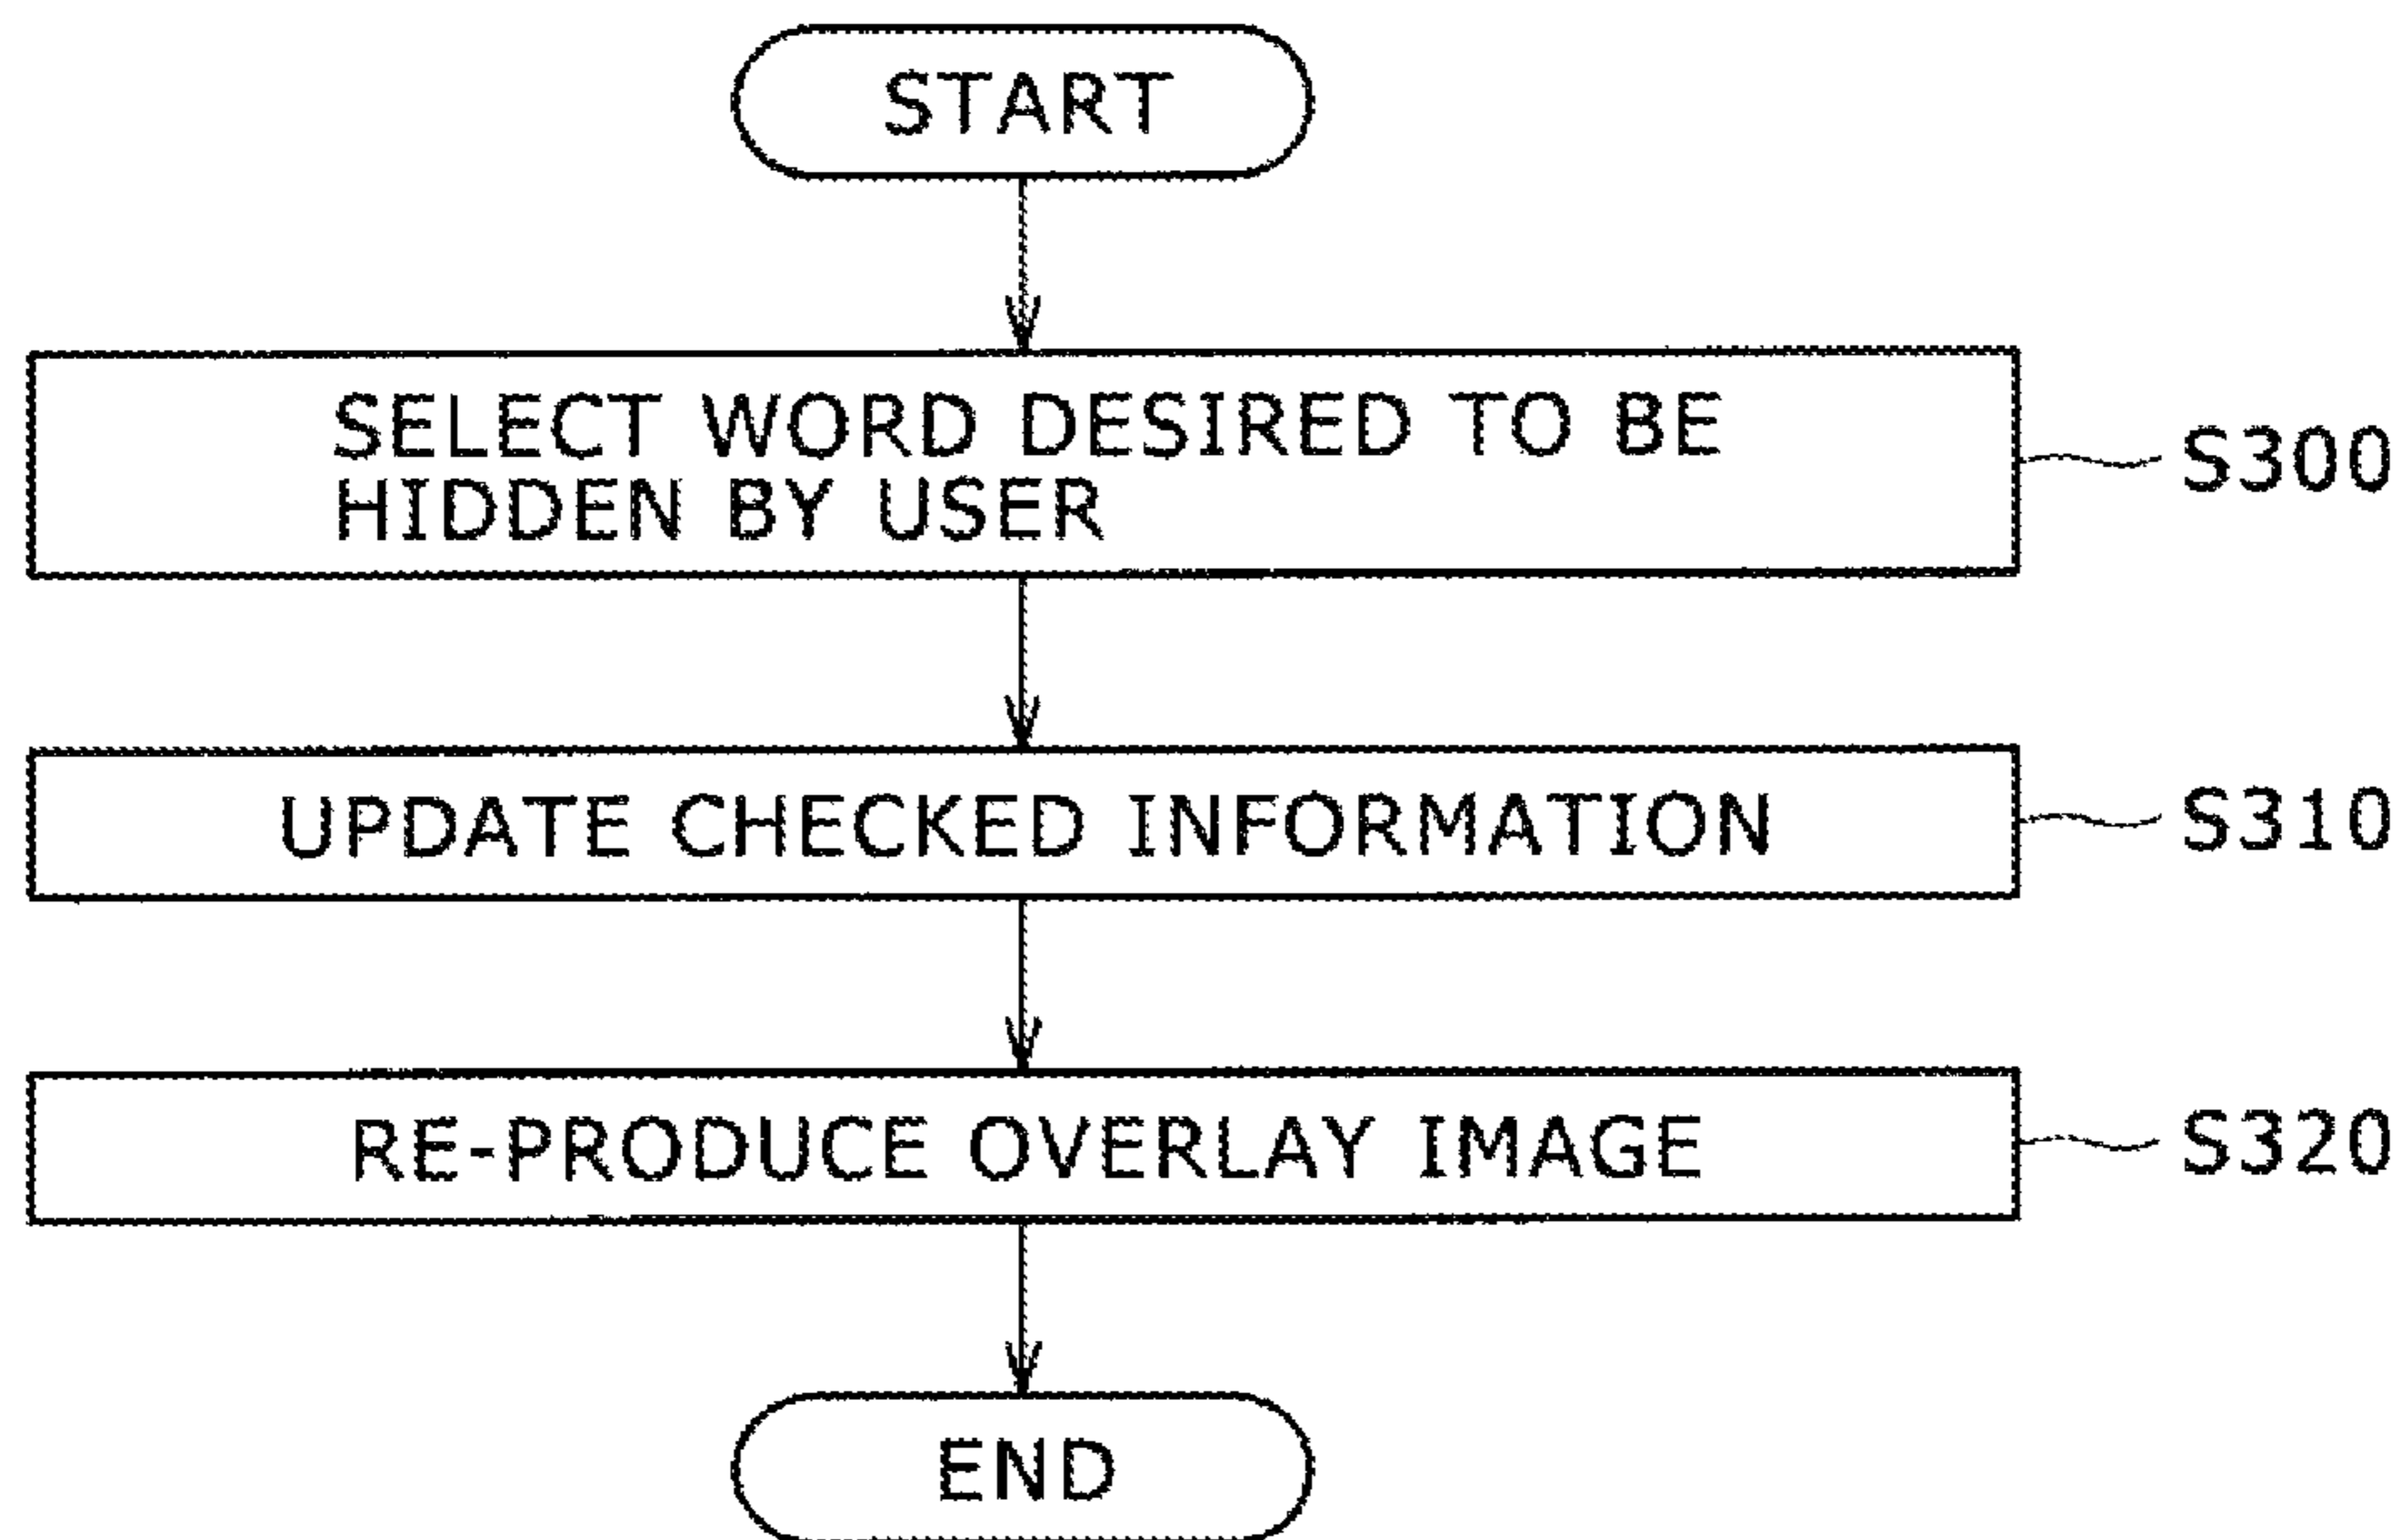 START
SELECT WORD DESIRED TO BE
HIDDEN BY USER
S300
UPDATE CHECKED INFORMATION
S310
RE-PRODUCE OVERLAY IMAGE
S320
END